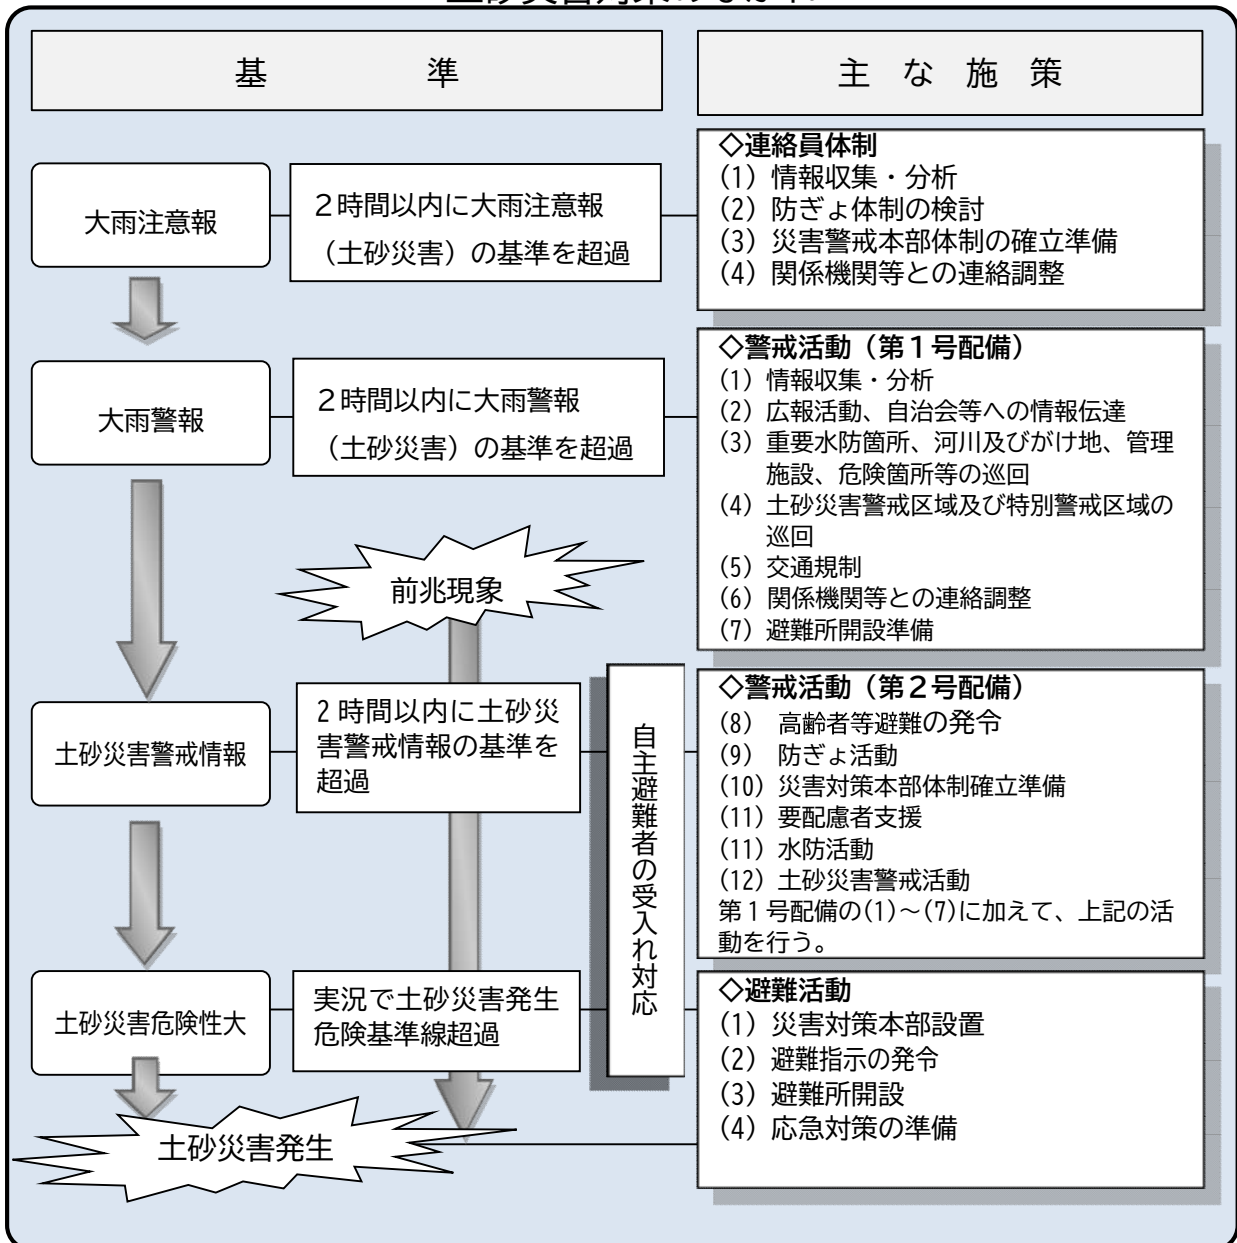 基準
主な施策
大雨注意報
２時間以内に大雨注意報
（土砂災害）の基準を超過
◇連絡員体制
(1) 情報収集・分析
(2) 防ぎょ体制の検討
(3) 災害警戒本部体制の確立準備
(4) 関係機関等との連絡調整
大雨警報
２時間以内に大雨警報
（土砂災害）の基準を超過
◇警戒活動（第１号配備）
(1) 情報収集・分析
(2) 広報活動、自治会等への情報伝達
(3) 重要水防箇所、河川及びがけ地、管理
施設、危険箇所等の巡回
(4) 土砂災害警戒区域及び特別警戒区域の
巡回
(5) 交通規制
(6) 関係機関等との連絡調整
(7) 避難所開設準備
前兆現象
土砂災害警戒情報
2 時間以内に土砂災
害警戒情報の基準を
超過
自主避難者の受入れ対応
◇警戒活動（第２号配備）
(8) 高齢者等避難の発令
(9) 防ぎょ活動
(10) 災害対策本部体制確立準備
(11) 要配慮者支援
(11) 水防活動
(12) 土砂災害警戒活動
第１号配備の(1)～(7)に加えて、上記の活
動を行う。
土砂災害危険性大
実況で土砂災害発生
危険基準線超過
◇避難活動
(1) 災害対策本部設置
(2) 避難指示の発令
(3) 避難所開設
(4) 応急対策の準備
土砂災害発生